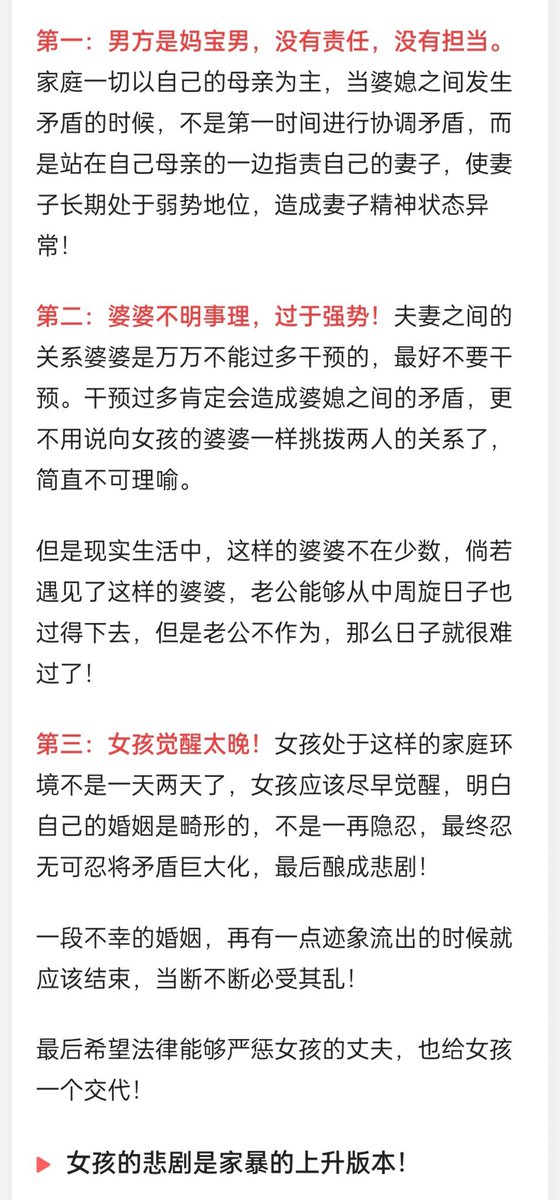 第一：男方是妈宝男，没有责任，没有担当。
家庭一切以自己的母亲为主，当婆媳之间发生
矛盾的时候，不是第一时间进行协调矛盾，而
是站在自己母亲的一边指责自己的妻子，使妻
子长期处于弱势地位，造成妻子精神状态异
常！
第二：婆婆不明事理，过于强势！夫妻之间的
关系婆婆是万万不能过多干预的，最好不要干
预。干预过多肯定会造成婆媳之间的矛盾，更
不用说向女孩的婆婆一样挑拨两人的关系了，
简直不可理喻。
但是现实生活中，这样的婆婆不在少数，倘若
遇见了这样的婆婆，老公能够从中周旋日子也
过得下去，但是老公不作为，那么日子就很难
过了！
第三：女孩觉醒太晚！女孩处于这样的家庭环
境不是一天两天了，女孩应该尽早觉醒，明白
自己的婚姻是畸形的，不是一再隐忍，最终忍
无可忍将矛盾巨大化，最后酿成悲剧！
一段不幸的婚姻，再有一点迹象流出的时候就
应该结束，当断不断必受其乱！
最后希望法律能够严惩女孩的丈夫，也给女孩
一个交代！
女孩的悲剧是家暴的上升版本！